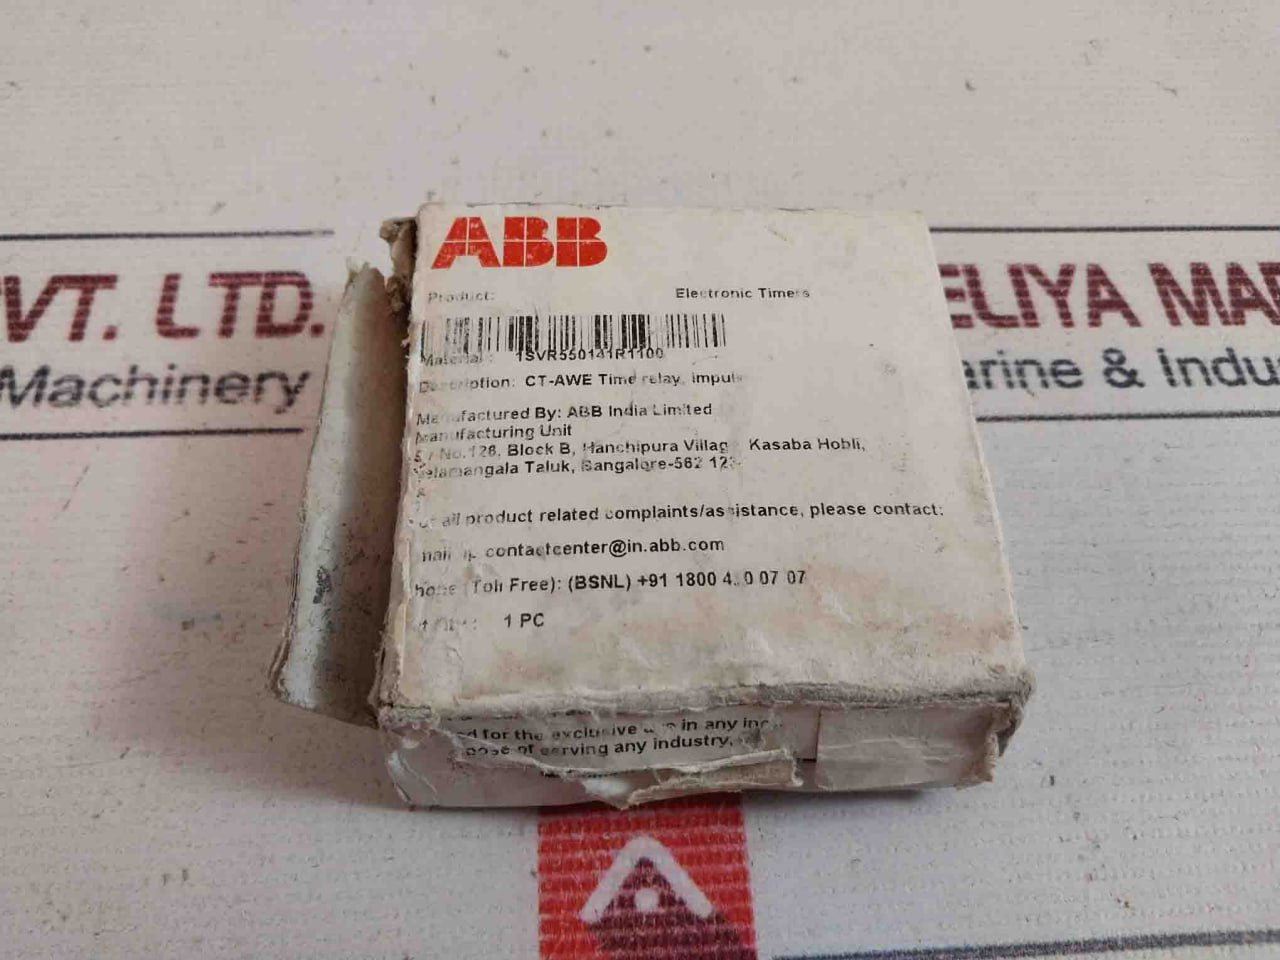 ABB
Product: Electronic Timers
Material: 1SVR550141R1100
Description: CT-AWE Time relay, impuls
Manufactured By: ABB India Limited
Manufacturing Unit
No.128, Block B, Hanchipura Villag Kasaba Hobli,
Nelamangala Taluk, Bangalore-562 12
&
all product related complaints/assistance, please contact:
contactcenter@in.abb.com
(Toll Free): (BSNL) +91 1800 4 0 07 07
1 PC
for the exclusive in any
of serving any industry,
VT. LTD.
Machinery
ELIYA MAR
arine & Indu